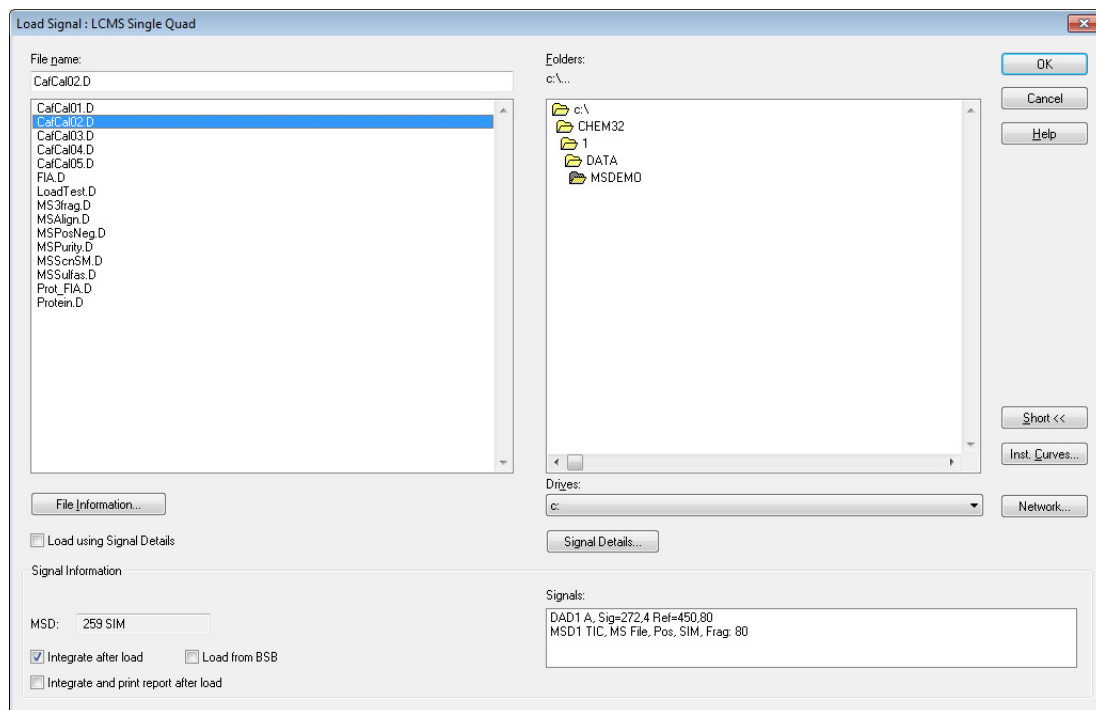 Load Signal : LCMS Single Quad
File name:
CafCal02.D
CafCal01.D
CafCal02.D
CafCal03.D
CafCal04.D
CafCal05.D
FIA.D
LoadTest.D
MS3frag.D
MSAlign.D
MSPosNeg.D
MSPurity.D
MSScnSM.D
MSSulfas.D
Prot_FIA.D
Protein.D
File Information...
Load using Signal Details
Folders:
c:\...
c:\
CHEM32
1
DATA
MSDEMO
Drives:
c:
Signal Details...
OK
Cancel
Help
Short <<
Inst. Curves...
Network...
Signal Information
MSD: 259 SIM
Integrate after load
Load from BSB
Integrate and print report after load
Signals:
DAD1 A, Sig=272,4 Ref=450,80
MSD1 TIC, MS File, Pos, SIM, Frag: 80